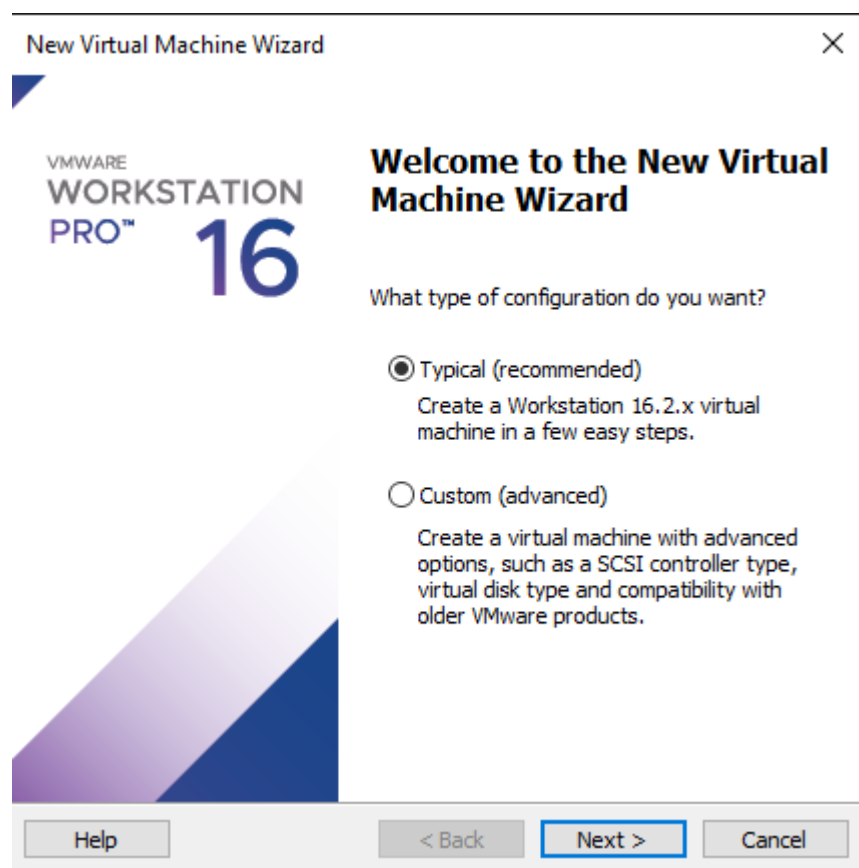 New Virtual Machine Wizard
VMWARE
WORKSTATION
PRO™ 16
Welcome to the New Virtual
Machine Wizard
What type of configuration do you want?
Typical (recommended)
Create a Workstation 16.2.x virtual
machine in a few easy steps.
Custom (advanced)
Create a virtual machine with advanced
options, such as a SCSI controller type,
virtual disk type and compatibility with
older VMware products.
Help < Back Next > Cancel